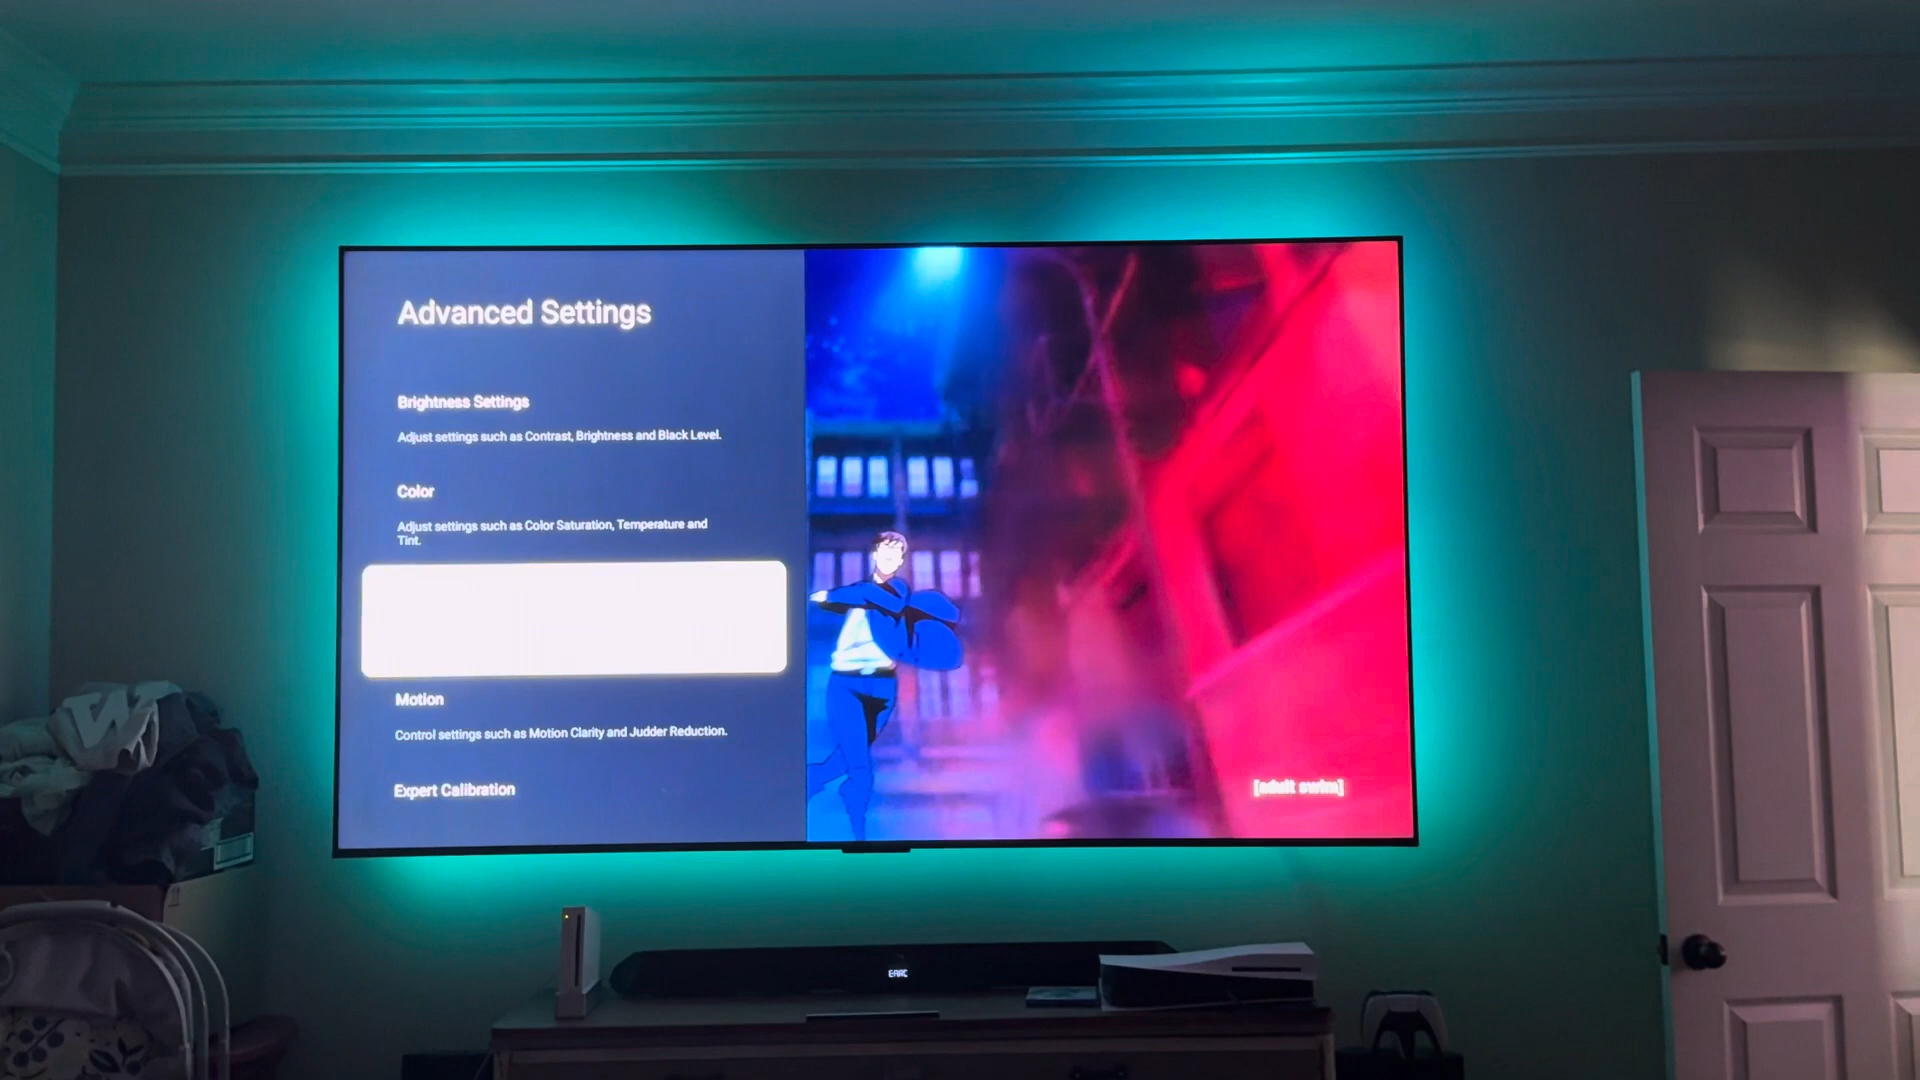 Advanced Settings
Brightness Settings
Adjust settings such as Contrast, Brightness and Black Level.
Color
Adjust settings such as Color Saturation, Temperature and
Tint.
Motion
Control settings such as Motion Clarity and Judder Reduction.
Expert Calibration
[adult swim]
EARC
W